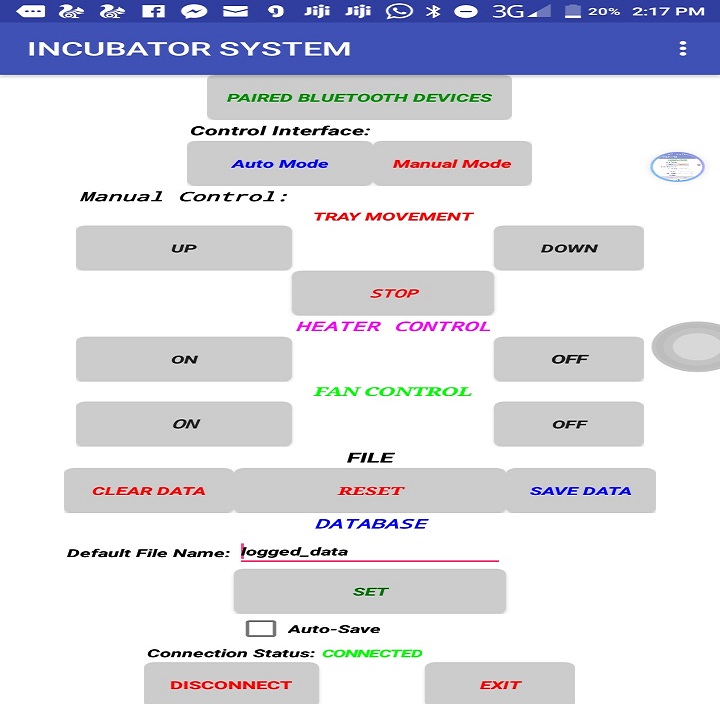 Jiji Jiji 3G 20% 2:17 PM
INCUBATOR SYSTEM
PAIRED BLUETOOTH DEVICES
Control Interface:
Auto Mode Manual Mode
Manual Control:
TRAY MOVEMENT
UP DOWN
STOP
HEATER CONTROL
ON OFF
FAN CONTROL
ON OFF
FILE
CLEAR DATA RESET SAVE DATA
DATABASE
Default File Name: logged_data
SET
Auto-Save
Connection Status: CONNECTED
DISCONNECT EXIT